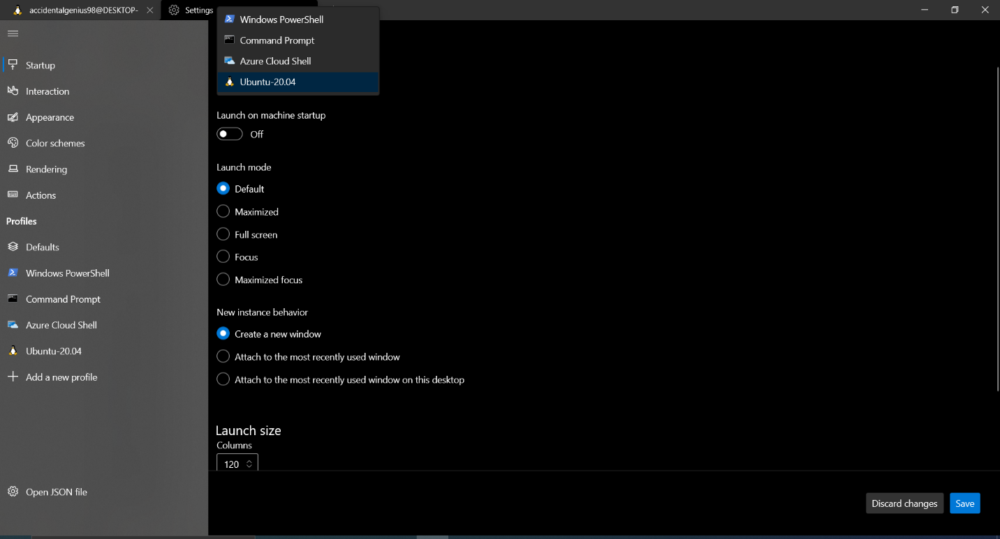 accidentalgenius98@DESKTOP-
Settings
Windows PowerShell
Command Prompt
Azure Cloud Shell
Ubuntu-20.04
Startup
Interaction
Appearance
Color schemes
Rendering
Actions
Profiles
Defaults
Windows PowerShell
Command Prompt
Azure Cloud Shell
Ubuntu-20.04
Add a new profile
Open JSON file
Launch on machine startup
Off
Launch mode
Default
Maximized
Full screen
Focus
Maximized focus
New instance behavior
Create a new window
Attach to the most recently used window
Attach to the most recently used window on this desktop
Launch size
Columns
120
Discard changes
Save